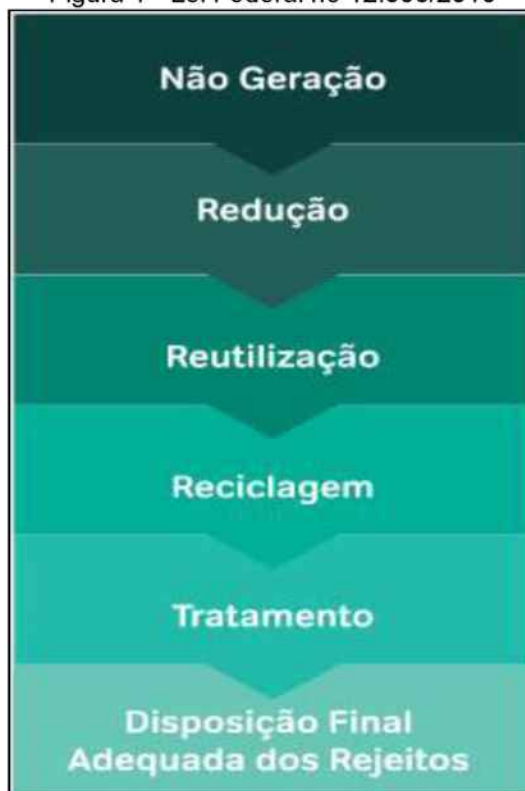 Não Geração
Redução
Reutilização
Reciclagem
Tratamento
Disposição Final
Adequada dos Rejeitos